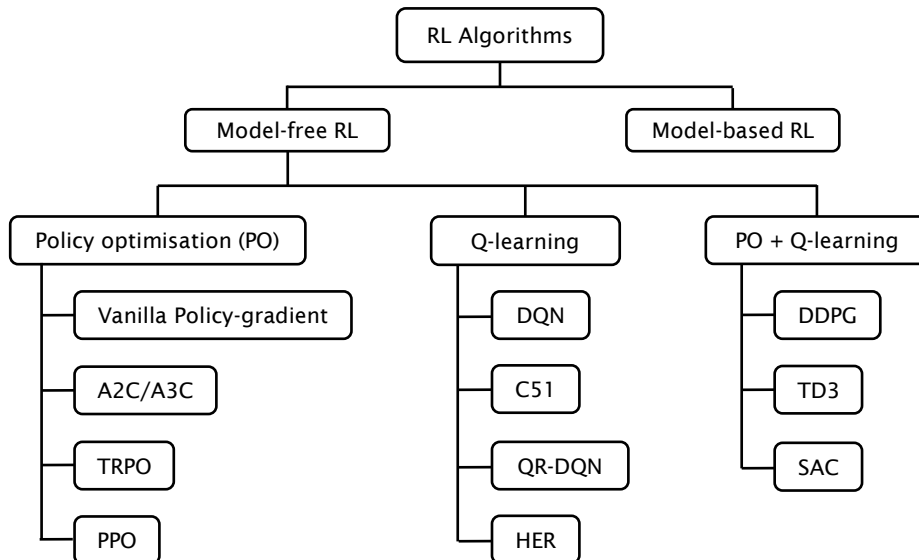 RL Algorithms
Model-free RL
Model-based RL
Policy optimisation (PO)
Q-learning
PO + Q-learning
Vanilla Policy-gradient
DQN
DDPG
A2C/A3C
C51
TD3
TRPO
QR-DQN
SAC
PPO
HER